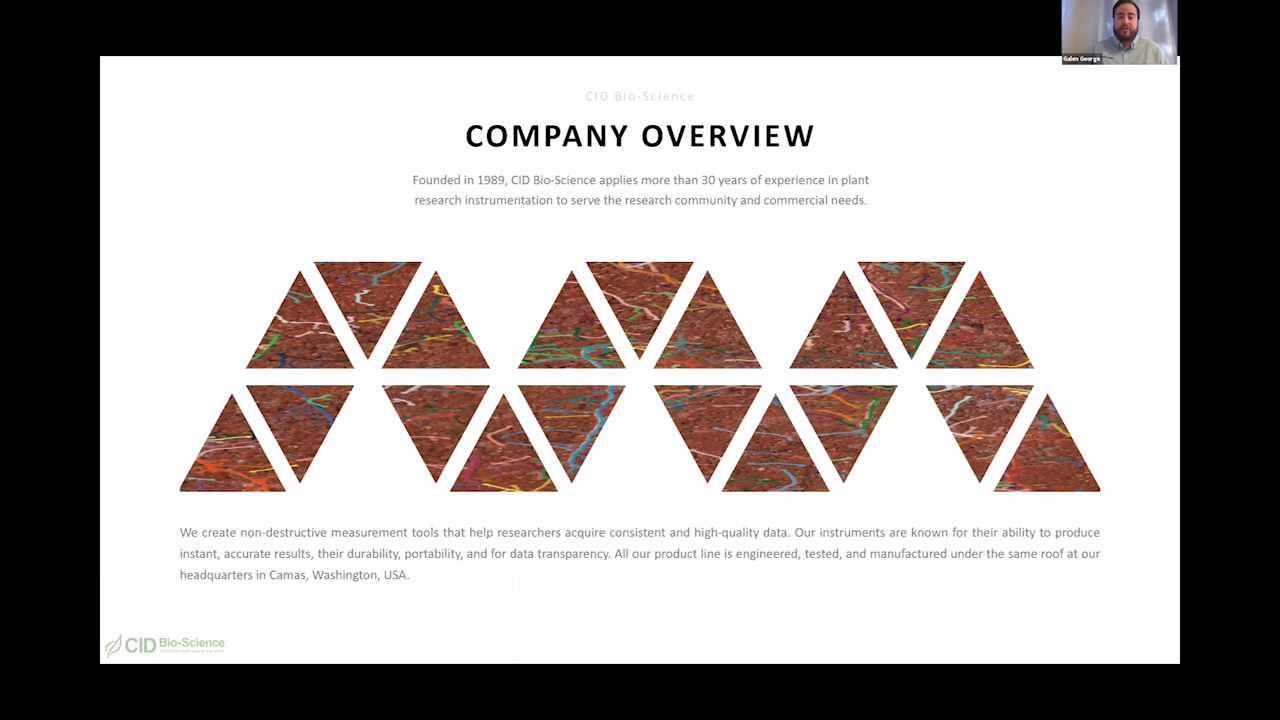 Galen George
CID Bio-Science
COMPANY OVERVIEW
Founded in 1989, CID Bio-Science applies more than 30 years of experience in plant
research instrumentation to serve the research community and commercial needs.
We create non-destructive measurement tools that help researchers acquire consistent and high-quality data. Our instruments are known for their ability to produce
instant, accurate results, their durability, portability, and for data transparency. All our product line is engineered, tested, and manufactured under the same roof at our
headquarters in Camas, Washington, USA.
CID Bio-Science